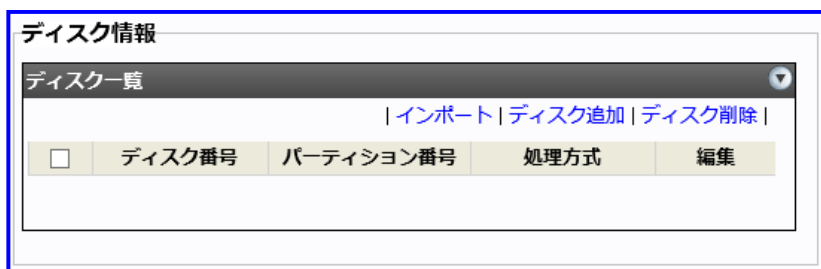 ディスク情報
ディスク一覧
| インポート | ディスク追加 | ディスク削除 |
ディスク番号 パーティション番号 処理方式 編集